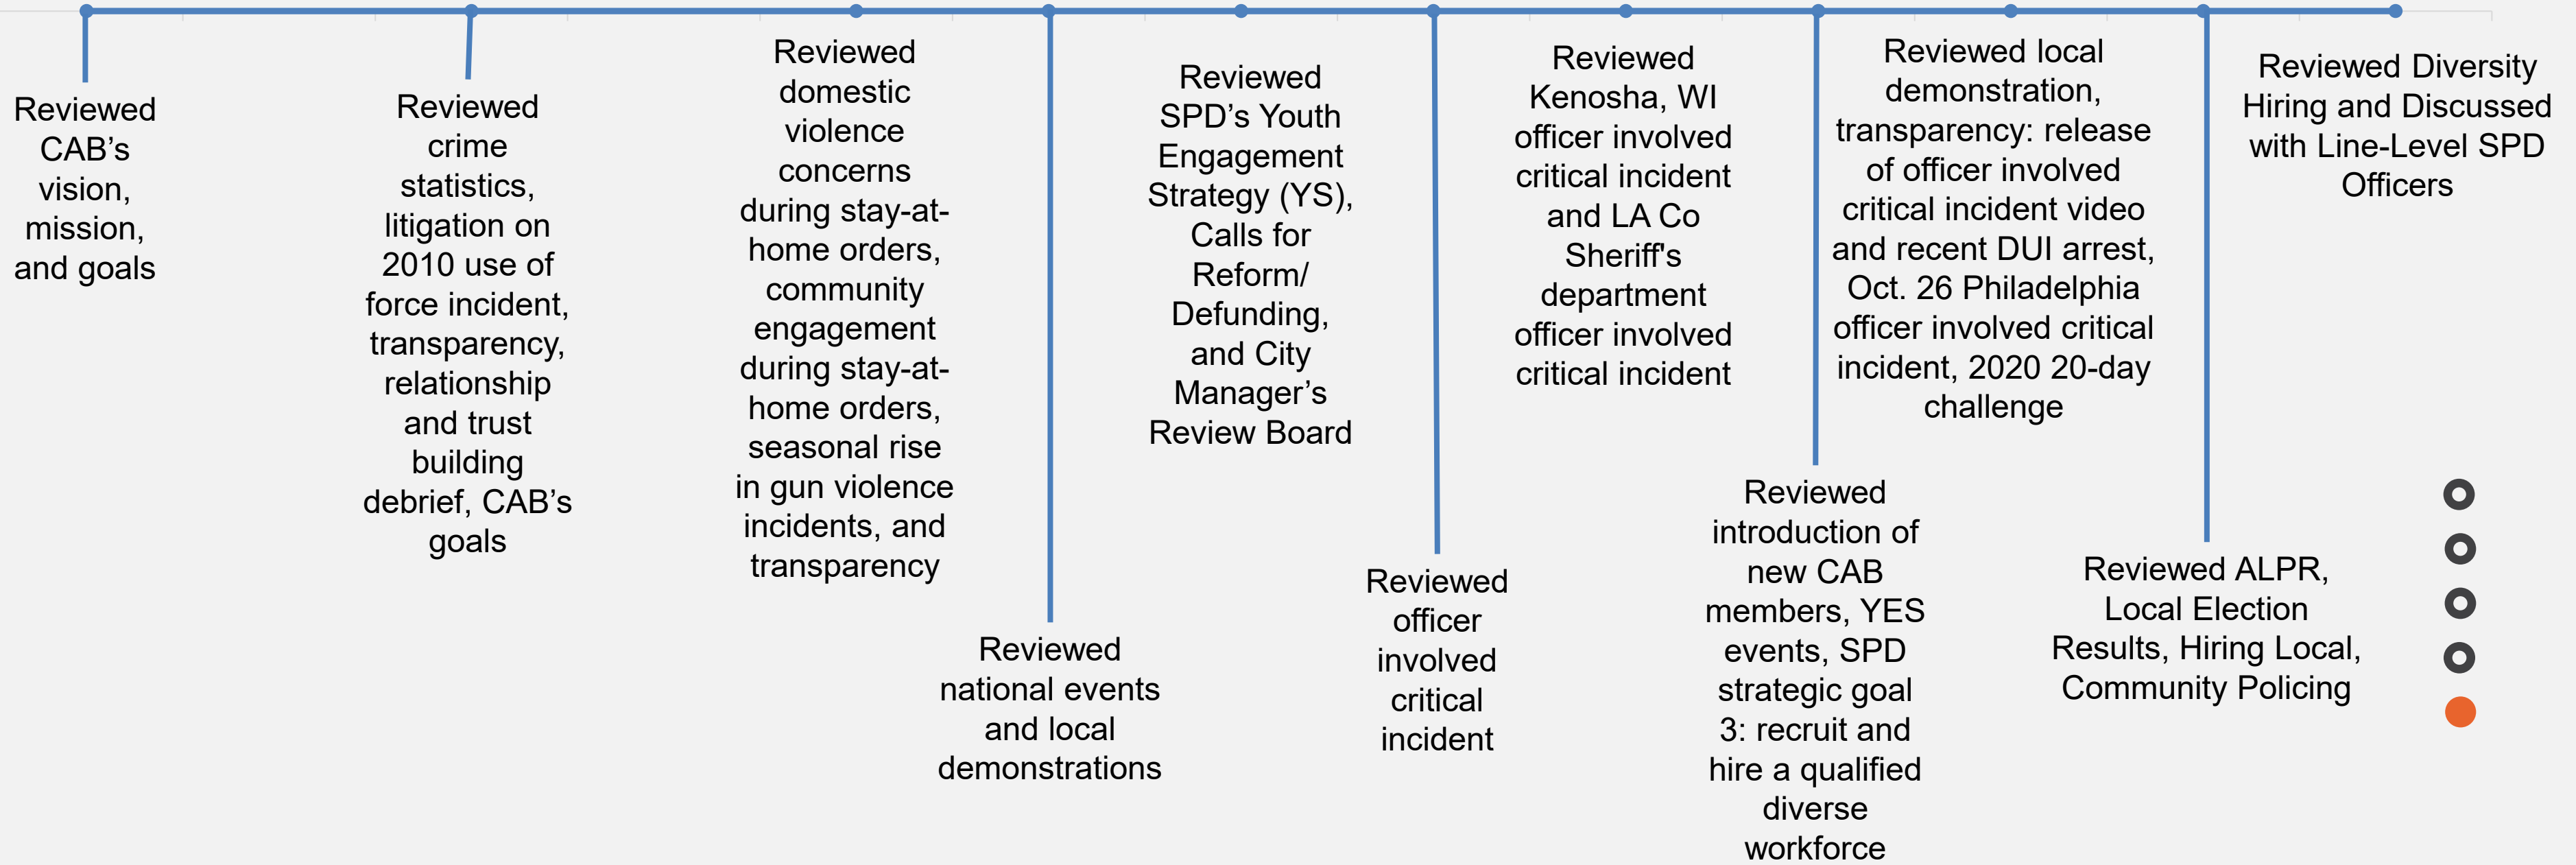 Reviewed
CAB’s
vision,
mission,
and goals
Reviewed
crime
statistics,
litigation on
2010 use of
force incident,
transparency,
relationship
and trust
building
debrief, CAB’s
goals
Reviewed
domestic
violence
concerns
during stay-at-
home orders,
community
engagement
during stay-at-
home orders,
seasonal rise
in gun violence
incidents, and
transparency
Reviewed
national events
and local
demonstrations
Reviewed
SPD’s Youth
Engagement
Strategy (YS),
Calls for
Reform/
Defunding,
and City
Manager’s
Review Board
Reviewed
officer
involved
critical
incident
Reviewed
Kenosha, WI
officer involved
critical incident
and LA Co
Sheriff's
department
officer involved
critical incident
Reviewed
introduction of
new CAB
members, YES
events, SPD
strategic goal
3: recruit and
hire a qualified
diverse
workforce
Reviewed local
demonstration,
transparency: release
of officer involved
critical incident video
and recent DUI arrest,
Oct. 26 Philadelphia
officer involved critical
incident, 2020 20-day
challenge
Reviewed ALPR,
Local Election
Results, Hiring Local,
Community Policing
Reviewed Diversity
Hiring and Discussed
with Line-Level SPD
Officers